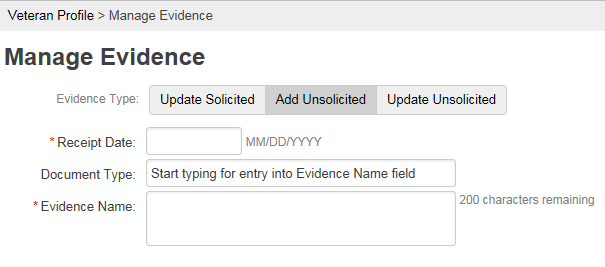 Veteran Profile > Manage Evidence
Manage Evidence
Evidence Type: Update Solicited Add Unsolicited Update Unsolicited
* Receipt Date: MM/DD/YYYY
Document Type: Start typing for entry into Evidence Name field
* Evidence Name: 200 characters remaining